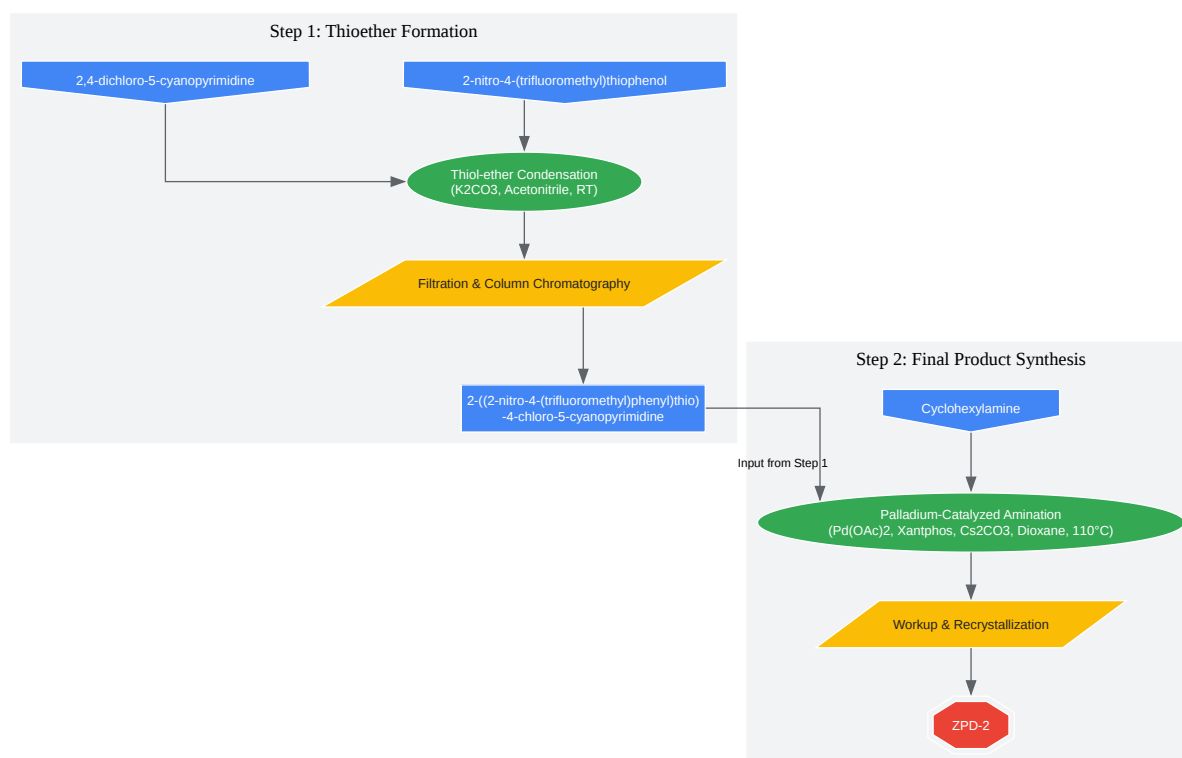 Step 1: Thioether Formation
2,4-dichloro-5-cyanopyrimidine
2-nitro-4-(trifluoromethyl)thiophenol
Thiol-ether Condensation
(K2CO3, Acetonitrile, RT)
Filtration & Column Chromatography
2-((2-nitro-4-(trifluoromethyl)phenyl)thio)
-4-chloro-5-cyanopyrimidine
Step 2: Final Product Synthesis
Cyclohexylamine
Input from Step 1
Palladium-Catalyzed Amination
(Pd(OAc)2, Xantphos, Cs2CO3, Dioxane, 110°C)
Workup & Recrystallization
ZPD-2